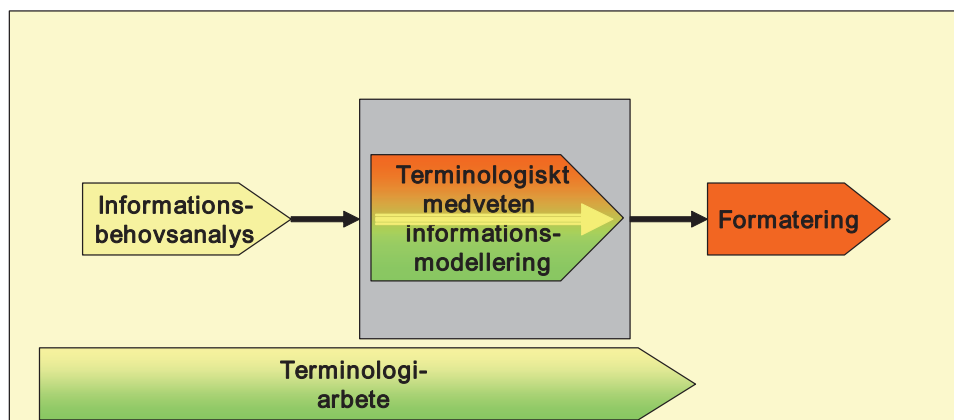 Informations-
behovsanalys
Terminologiskt
medveten
informations-
modellering
Formatering
Terminologi-
arbete